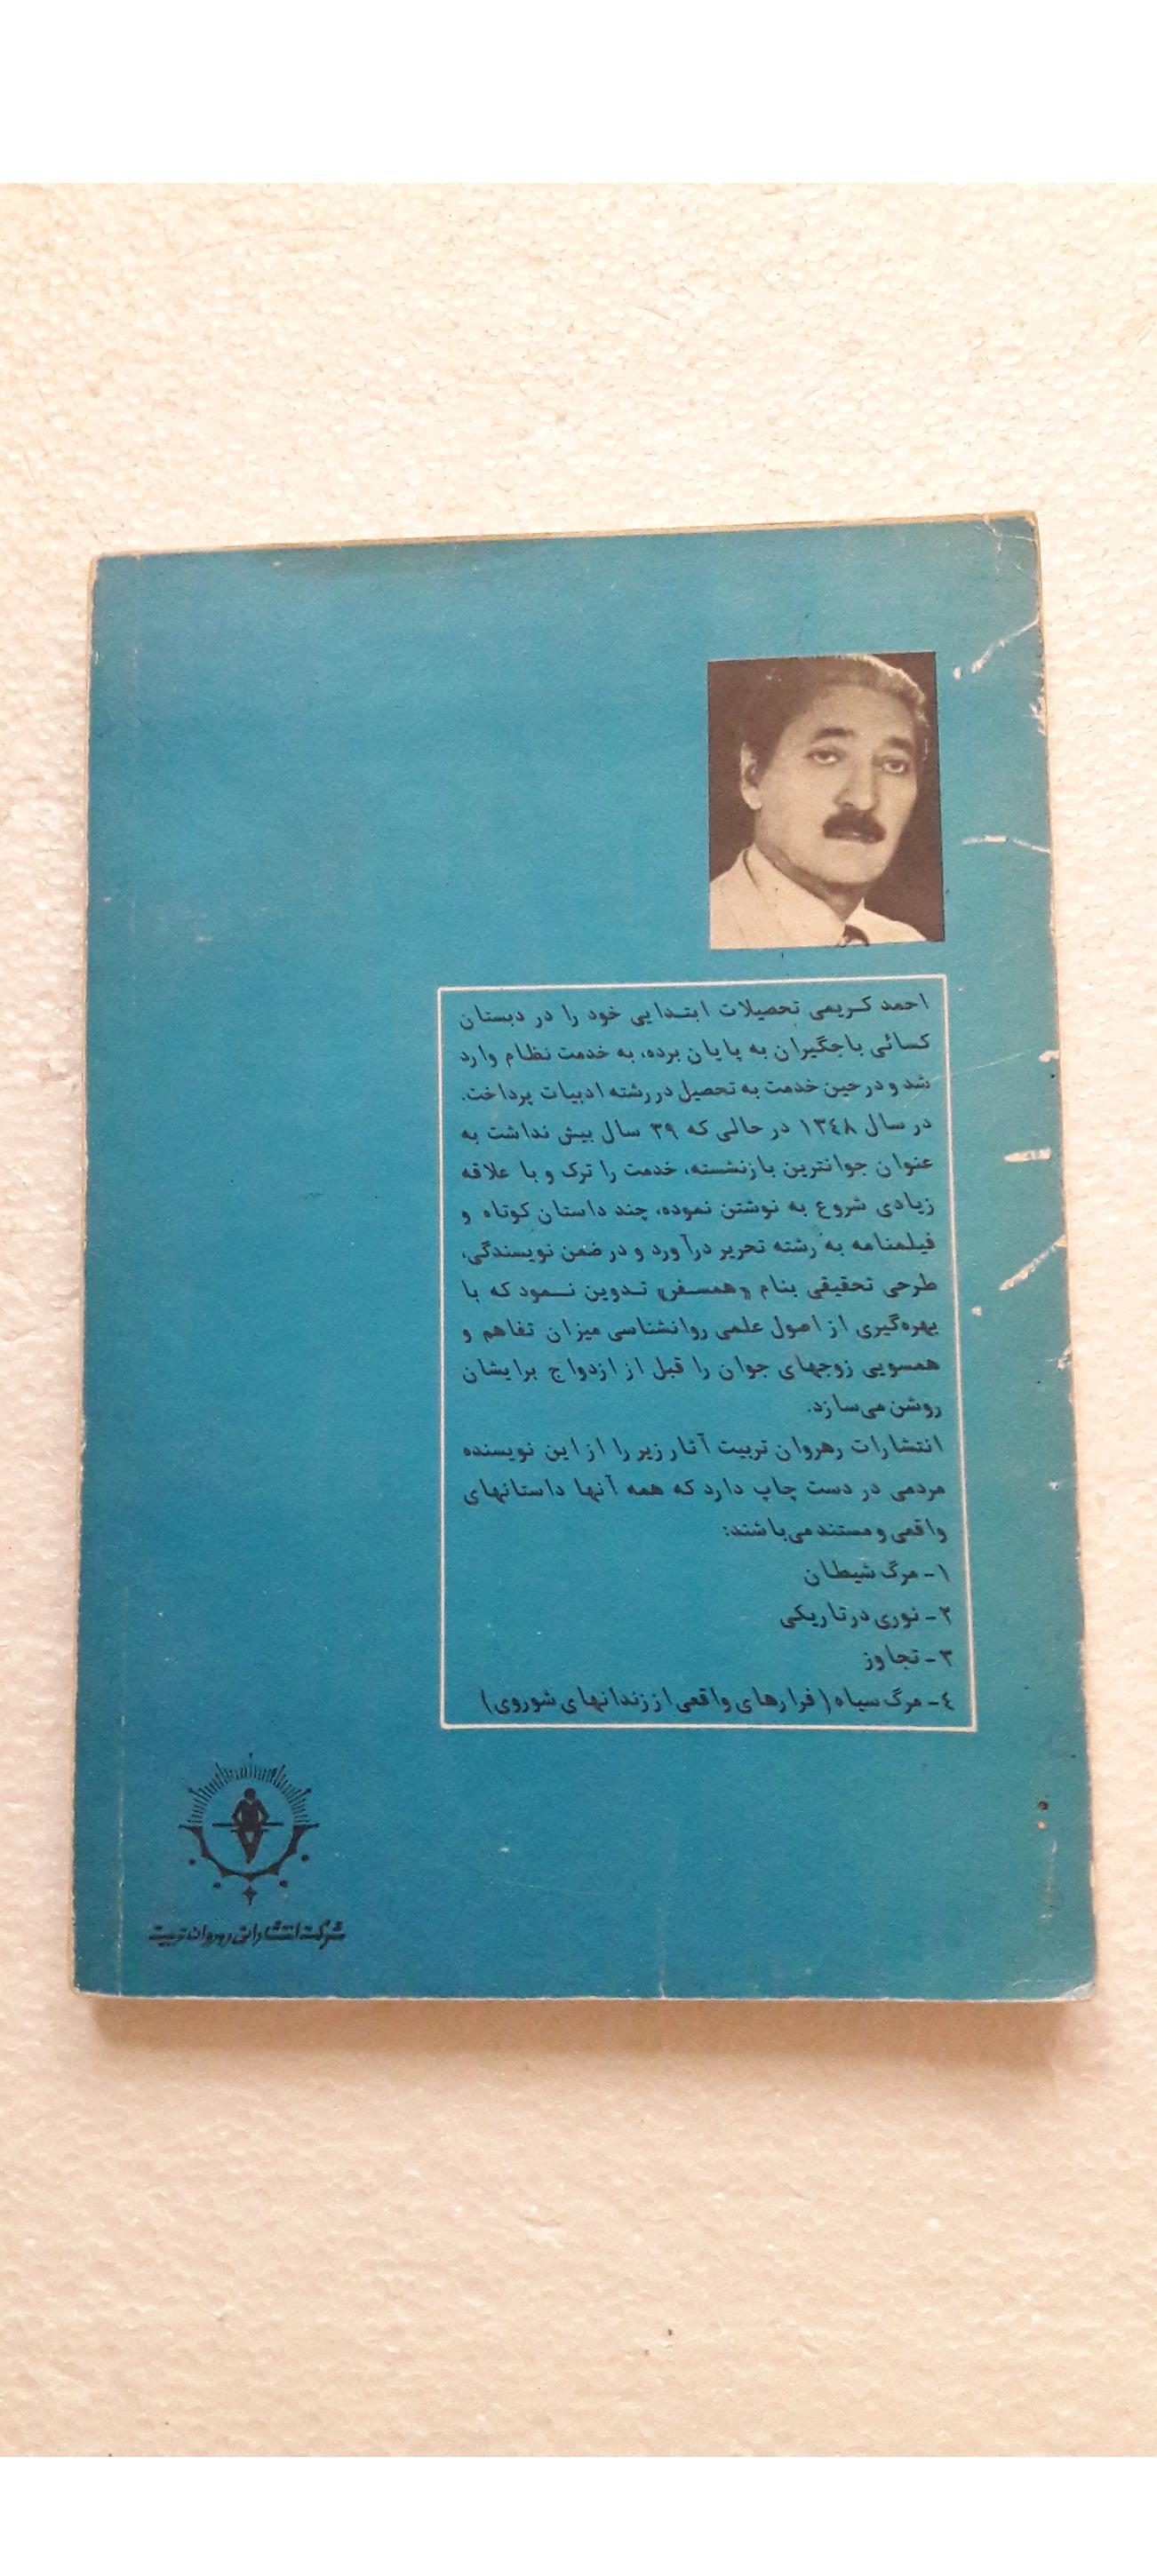 احمد کریمی تحصیلات ابتدایی خود را در دبستان
کسائی باجگیران به پایان برده، به خدمت نظام وارد
شد و در حین خدمت به تحصیل در رشته ادبیات پرداخت.
در سال ۱۳٤۸ در حالی که ۳۹ سال بیش نداشت به
عنوان جوانترین بازنشسته، خدمت را ترک و با علاقه
زیادی شروع به نوشتن نموده، چند داستان کوتاه و
فیلمنامه به رشته تحریر درآورد و در ضمن نویسندگی،
طرحی تحقیقی بنام «همسفر» تدوین نمود که با
بهره‌گیری از اصول علمی روانشناسی میزان تفاهم و
همسویی زوجهای جوان را قبل از ازدواج برایشان
روشن می‌سازد.
انتشارات رهروان تربیت آثار زیر را از این نویسنده
مردمی در دست چاپ دارد که همه آنها داستانهای
واقعی و مستند می‌باشند:
۱- مرگ شیطان
۲- نوری در تاریکی
۳- تجاوز
٤- مرگ سیاه (فرارهای واقعی از زندانهای شوروی)
شرکت انتشاراتی رهروان تربیت